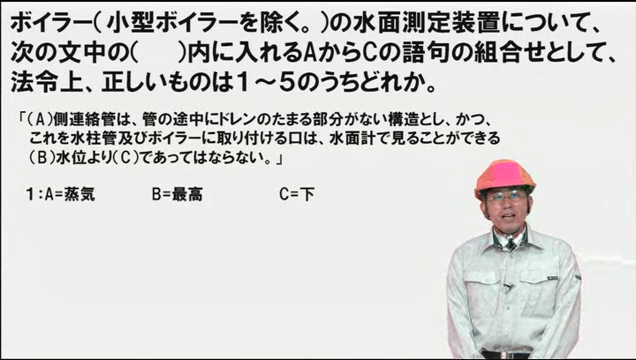 ボイラー(小型ボイラーを除く。)の水面測定装置について、
次の文中の(　　)内に入れるAからCの語句の組合せとして、
法令上、正しいものは1～5のうちどれか。
「(A)側連絡管は、管の途中にドレンのたまる部分がない構造とし、かつ、
これを水柱管及びボイラーに取り付ける口は、水面計で見ることができる
(B)水位より(C)であってはならない。」
1:A=蒸気　　B=最高　　C=下